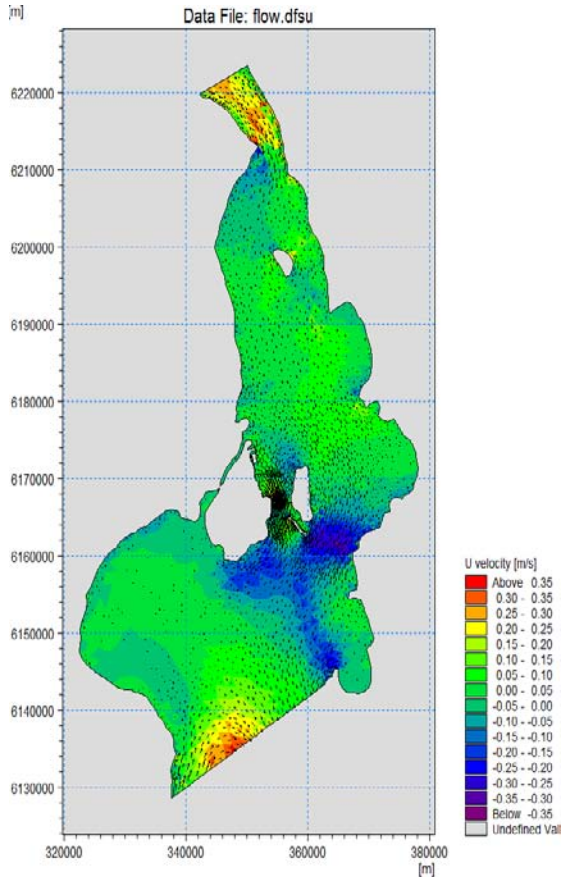 [m]
Data File: flow.dfsu
6220000
6210000
6200000
6190000
6180000
6170000
6160000
6150000
6140000
6130000
320000 340000 360000 380000
[m]
U velocity [m/s]
Above 0.35
0.30 - 0.35
0.25 - 0.30
0.20 - 0.25
0.15 - 0.20
0.10 - 0.15
0.05 - 0.10
0.00 - 0.05
-0.05 - 0.00
-0.10 - -0.05
-0.15 - -0.10
-0.20 - -0.15
-0.25 - -0.20
-0.30 - -0.25
-0.35 - -0.30
Below -0.35
Undefined Val